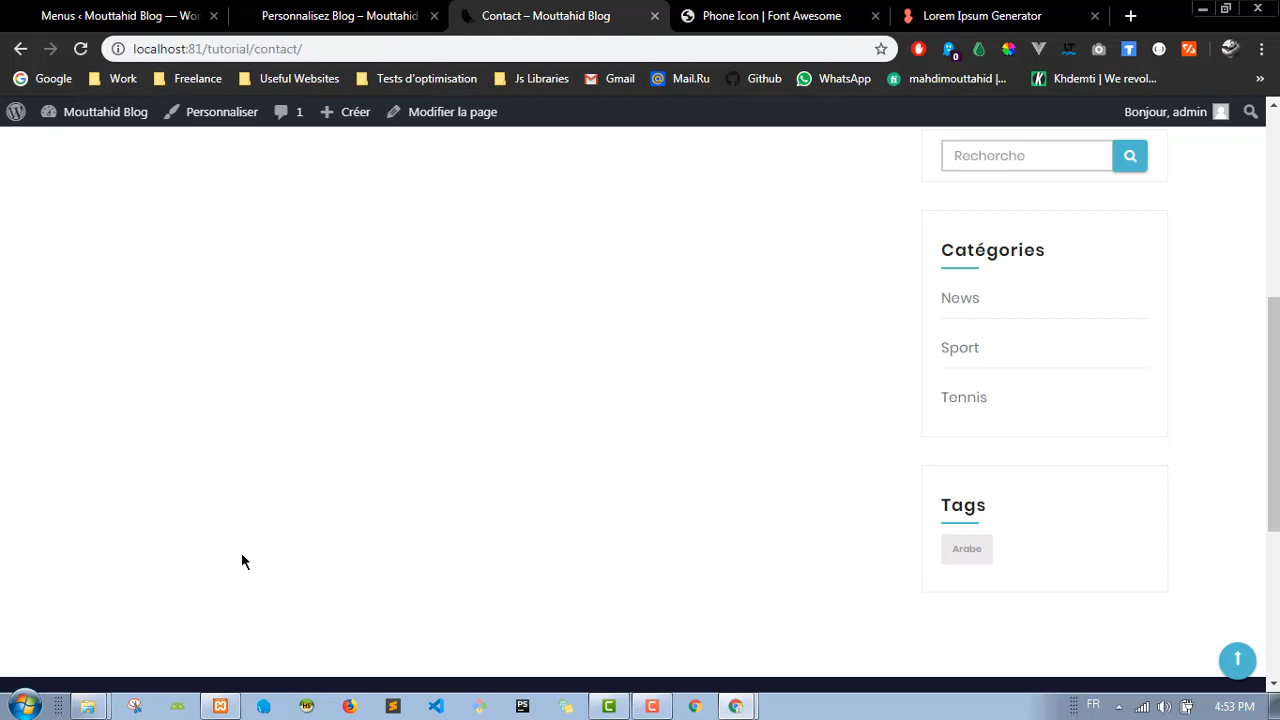 Menus ‹ Mouttahid Blog — Wor
Personnalisez Blog – Mouttahid
Contact – Mouttahid Blog
Phone Icon | Font Awesome
Lorem Ipsum Generator
localhost:81/tutorial/contact/
0
Google
Work
Freelance
Useful Websites
Tests d'optimisation
Js Libraries
Gmail
Mail.Ru
Github
WhatsApp
mahdimouttahid |...
Khdemti | We revol...
»
Mouttahid Blog
Personnaliser
1
Créer
Modifier la page
Bonjour, admin
Recherche
Catégories
News
Sport
Tennis
Tags
Arabe
FR
4:53 PM